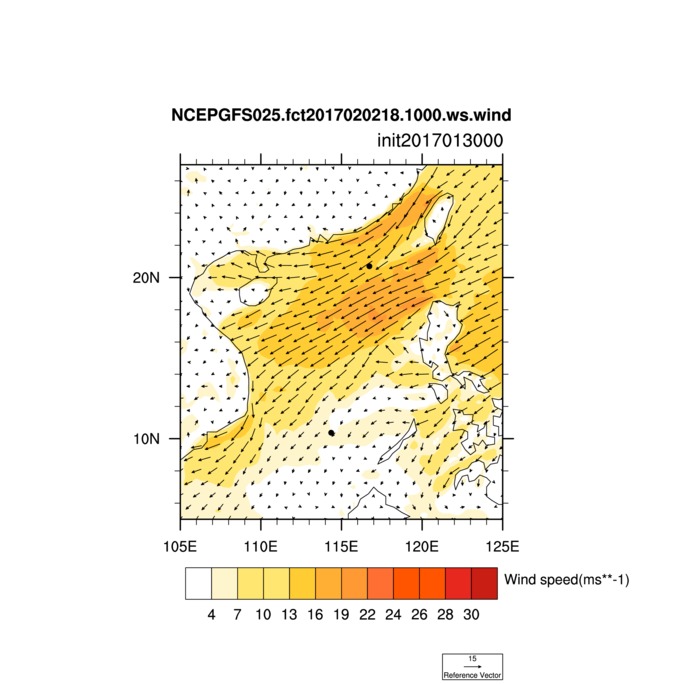 NCEPGFS025.fct2017020218.1000.ws.wind
init2017013000
20N
10N
105E 110E 115E 120E 125E
Wind speed(ms**-1)
4 7 10 13 16 19 22 24 26 28 30
15
Reference Vector